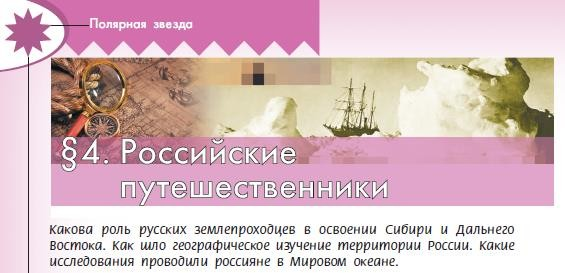 Полярная звезда
§4. Российские
путешественники
Какова роль русских землепроходцев в освоении Сибири и Дальнего
Востока. Как шло географическое изучение территории России. Какие
исследования проводили россияне в Мировом океане.